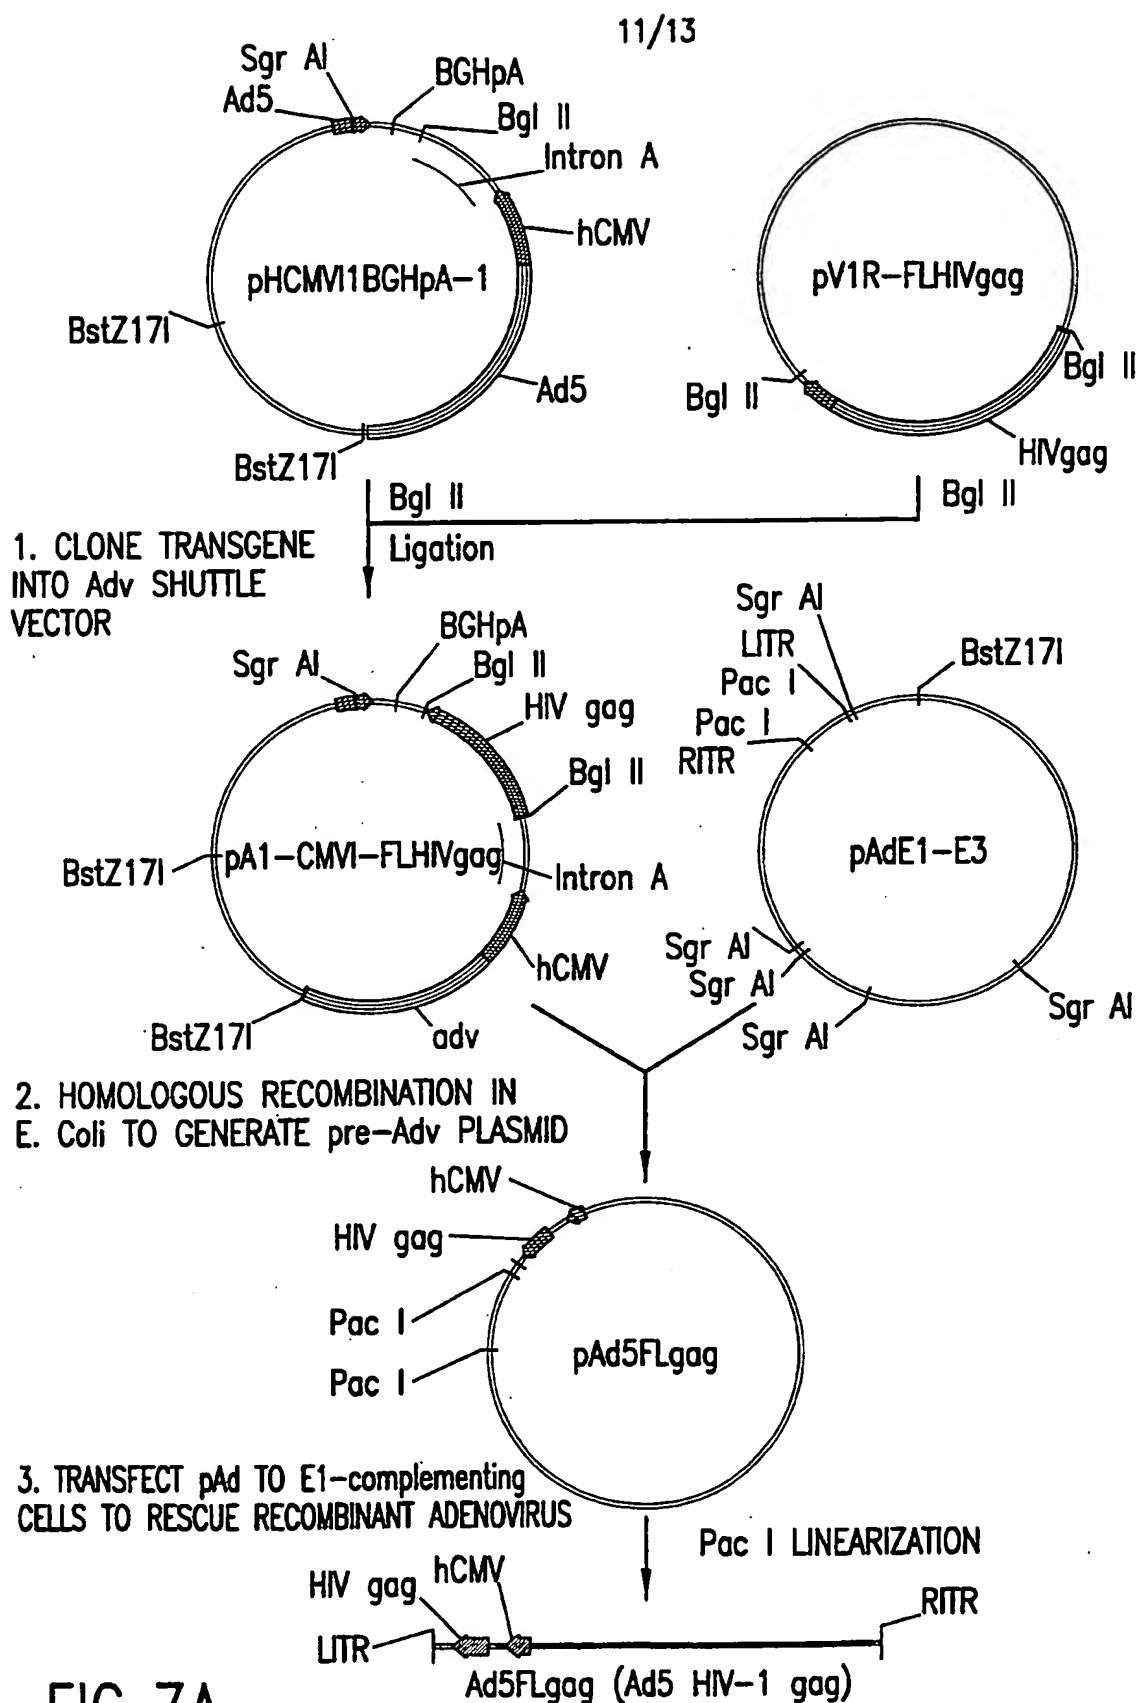 11/13
Sgr AI
BGHpA
Ad5
Bgl II
Intron A
hCMV
pHCMVI1BGHpA-1
pV1R-FLHIVgag
BstZ17I
Bgl II
Ad5
Bgl II
HIVgag
BstZ17I
Bgl II
Bgl II
1. CLONE TRANSGENE
INTO Adv SHUTTLE
VECTOR
Ligation
Sgr AI
BGHpA
LITR
BstZ17I
Sgr AI
Bgl II
Pac I
HIV gag
Pac I
RITR
Bgl II
pA1-CMVI-FLHIVgag
pAdE1-E3
BstZ17I
Intron A
Sgr AI
hCMV
Sgr AI
Sgr AI
BstZ17I
adv
Sgr AI
2. HOMOLOGOUS RECOMBINATION IN
E. Coli TO GENERATE pre-Adv PLASMID
hCMV
HIV gag
Pac I
pAd5FLgag
Pac I
3. TRANSFECT pAd TO E1-complementing
CELLS TO RESCUE RECOMBINANT ADENOVIRUS
Pac I LINEARIZATION
HIV gag
hCMV
RITR
LITR
Ad5FLgag (Ad5 HIV-1 gag)
FIG. 7A